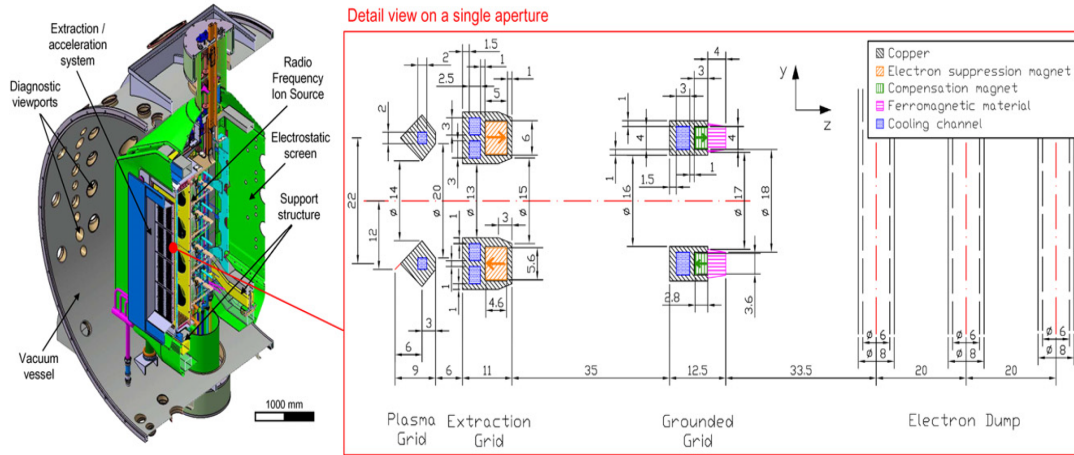 Detail view on a single aperture
Extraction /
acceleration
system
Radio
Frequency
Ion Source
Diagnostic
viewports
Electrostatic
screen
Support
structure
Vacuum
vessel
1000 mm
Copper
Electron suppression magnet
Compensation magnet
Ferromagnetic material
Cooling channel
y
z
1.5
2
1
2.5
1
5
2
3
6
3
22
12
ø 14
ø 20
ø 13
ø 15
1
3
1
5.6
4.6
3
6
9
6
11
35
12.5
33.5
20
20
4
3
3
1
4
4
1
1.5
1
ø 16
ø 17
ø 18
2.8
3.6
ø 6
ø 8
ø 6
ø 8
ø 6
ø 8
Plasma
Grid
Extraction
Grid
Grounded
Grid
Electron Dump